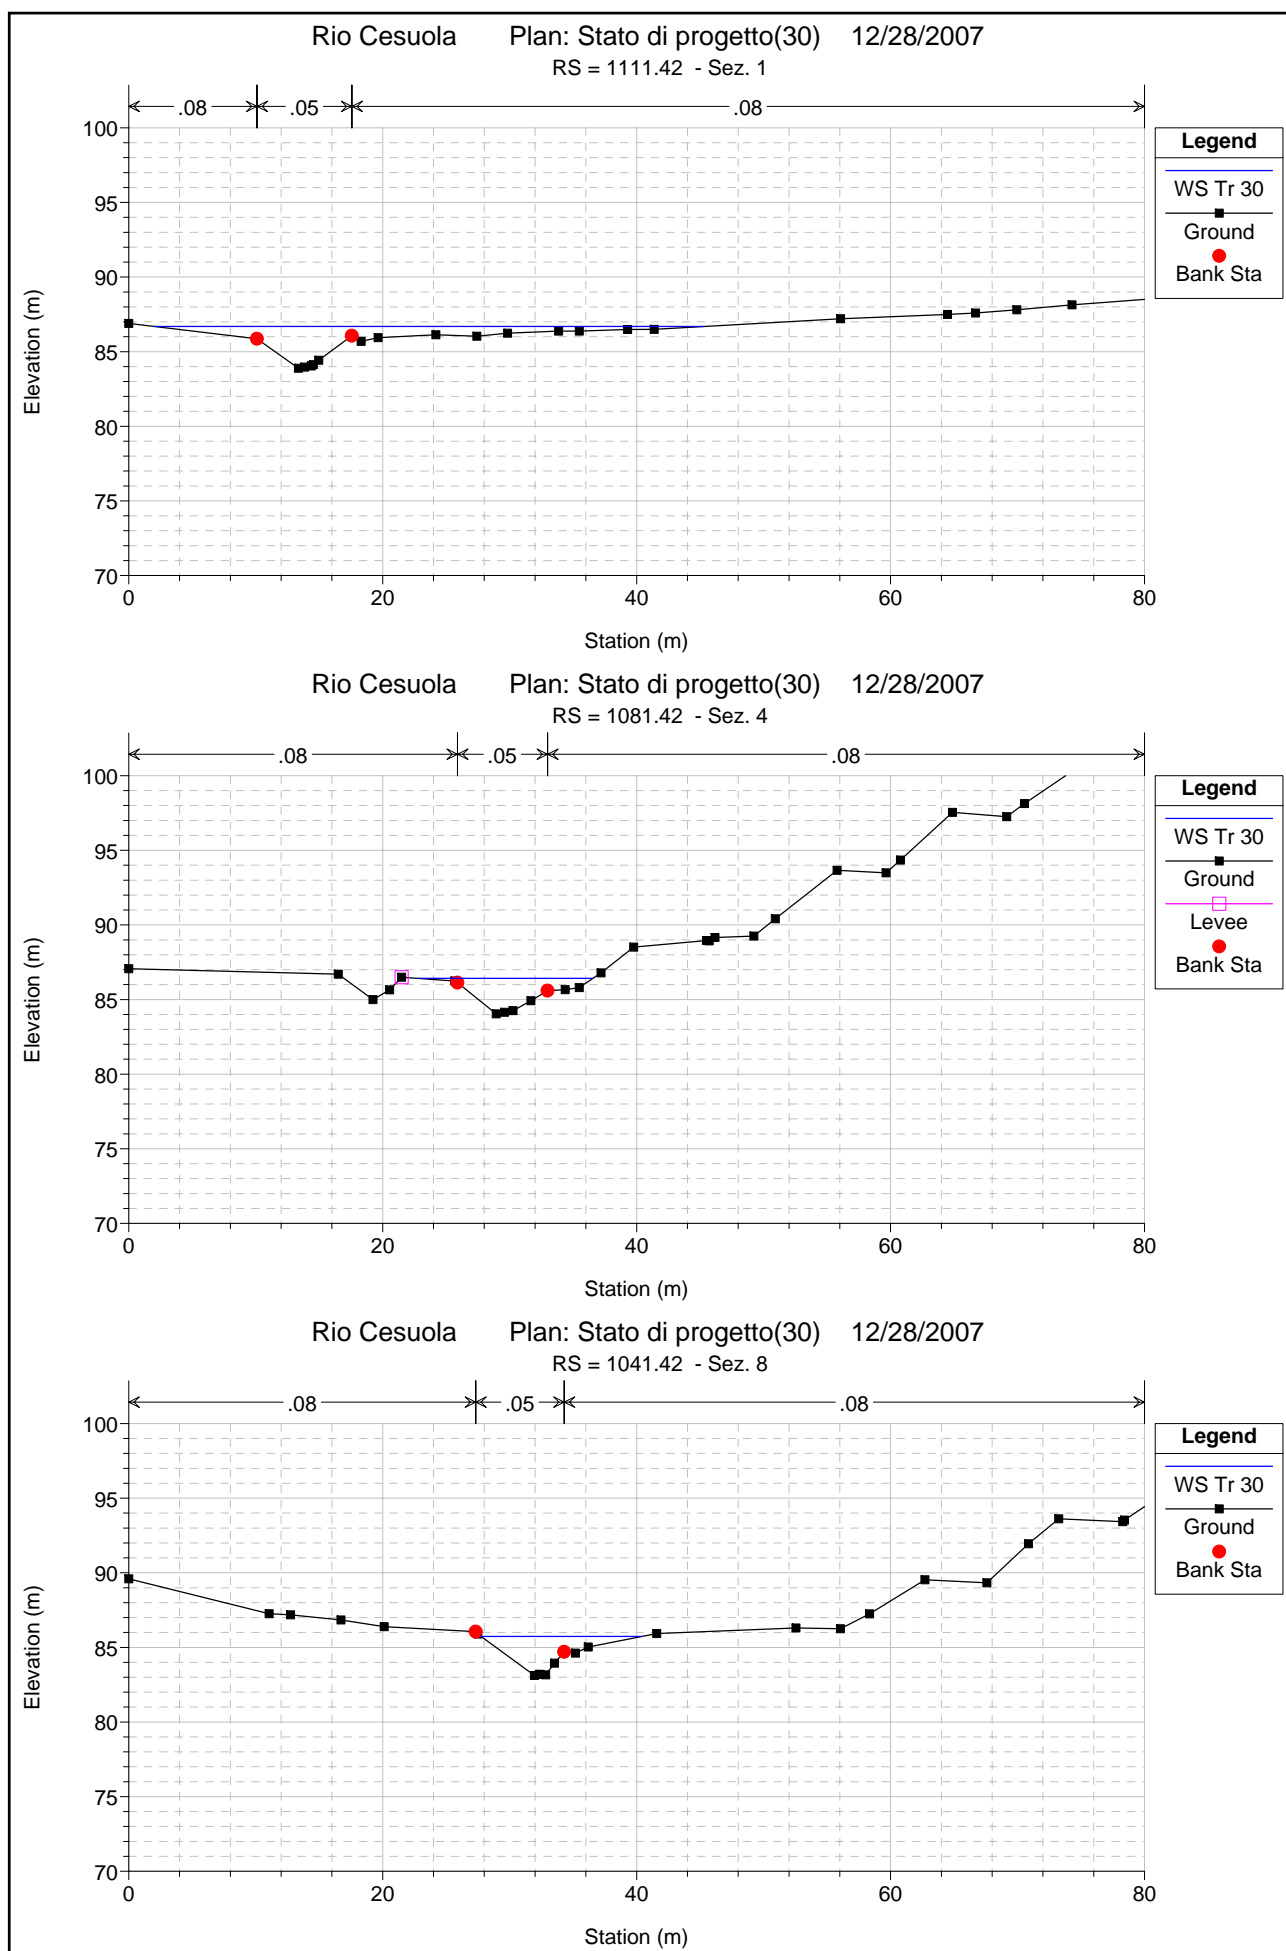 Rio Cesuola Plan: Stato di progetto(30) 12/28/2007
RS = 1111.42 - Sez. 1
.08 .05 .08
100
95
90
85
80
75
70
0 20 40 60 80
Station (m)
Elevation (m)
Legend
WS Tr 30
Ground
Bank Sta
Rio Cesuola Plan: Stato di progetto(30) 12/28/2007
RS = 1081.42 - Sez. 4
.08 .05 .08
100
95
90
85
80
75
70
0 20 40 60 80
Station (m)
Elevation (m)
Legend
WS Tr 30
Ground
Levee
Bank Sta
Rio Cesuola Plan: Stato di progetto(30) 12/28/2007
RS = 1041.42 - Sez. 8
.08 .05 .08
100
95
90
85
80
75
70
0 20 40 60 80
Station (m)
Elevation (m)
Legend
WS Tr 30
Ground
Bank Sta